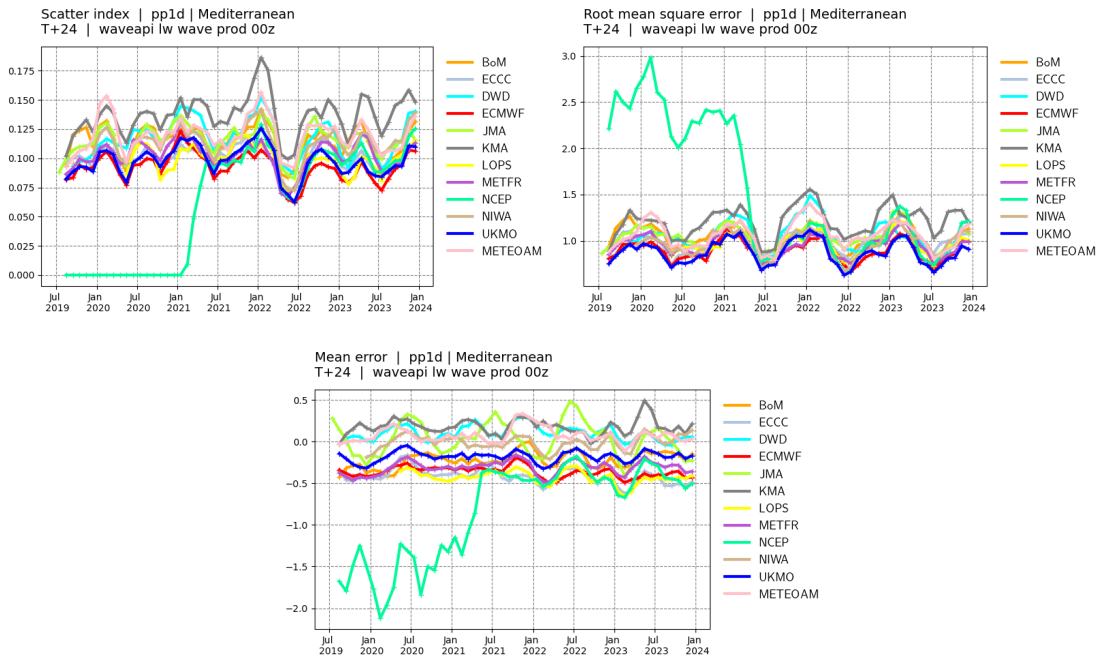 Scatter index | pp1d | Mediterranean
T+24 | waveapi lw wave prod 00z
0.175
0.150
0.125
0.100
0.075
0.050
0.025
0.000
Jul 2019
Jan 2020
Jul 2020
Jan 2021
Jul 2021
Jan 2022
Jul 2022
Jan 2023
Jul 2023
Jan 2024
BoM
ECCC
DWD
ECMWF
JMA
KMA
LOPS
METFR
NCEP
NIWA
UKMO
METEOAM
Root mean square error | pp1d | Mediterranean
T+24 | waveapi lw wave prod 00z
3.0
2.5
2.0
1.5
1.0
Jul 2019
Jan 2020
Jul 2020
Jan 2021
Jul 2021
Jan 2022
Jul 2022
Jan 2023
Jul 2023
Jan 2024
BoM
ECCC
DWD
ECMWF
JMA
KMA
LOPS
METFR
NCEP
NIWA
UKMO
METEOAM
Mean error | pp1d | Mediterranean
T+24 | waveapi lw wave prod 00z
0.5
0.0
−0.5
−1.0
−1.5
−2.0
Jul 2019
Jan 2020
Jul 2020
Jan 2021
Jul 2021
Jan 2022
Jul 2022
Jan 2023
Jul 2023
Jan 2024
BoM
ECCC
DWD
ECMWF
JMA
KMA
LOPS
METFR
NCEP
NIWA
UKMO
METEOAM